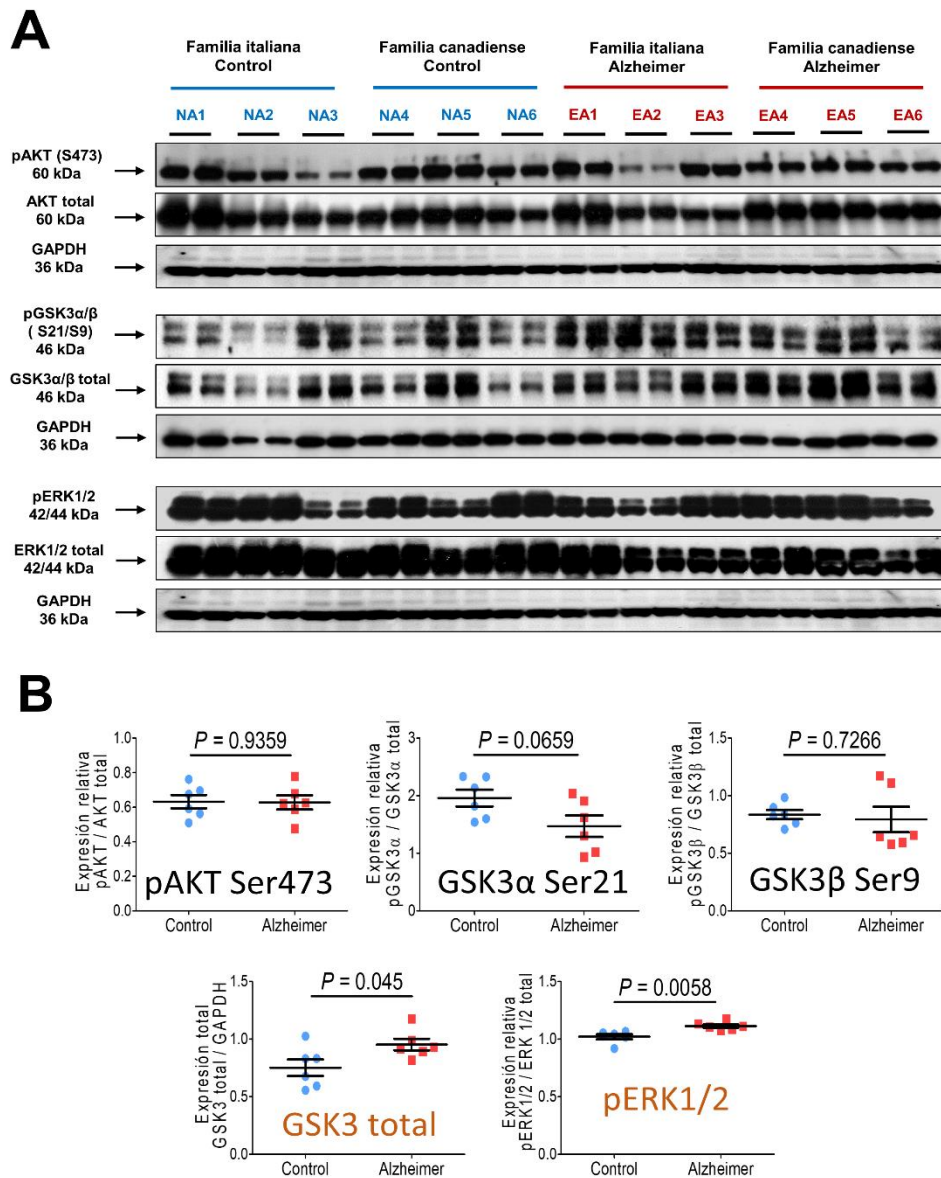 A
Familia italiana
Control
Familia canadiense
Control
Familia italiana
Alzheimer
Familia canadiense
Alzheimer
NA1 NA2 NA3 NA4 NA5 NA6 EA1 EA2 EA3 EA4 EA5 EA6
pAKT (S473)
60 kDa
AKT total
60 kDa
GAPDH
36 kDa
pGSK3α/β
( S21/S9)
46 kDa
GSK3α/β total
46 kDa
GAPDH
36 kDa
pERK1/2
42/44 kDa
ERK1/2 total
42/44 kDa
GAPDH
36 kDa
B
Expresión relativa
pAKT / AKT total
1.0
0.8
0.6
0.4
0.2
0.0
P = 0.9359
pAKT Ser473
Control Alzheimer
Expresión relativa
pGSK3α / GSK3α total
3
2
1
0
P = 0.0659
GSK3α Ser21
Control Alzheimer
Expresión relativa
pGSK3β / GSK3β total
1.5
1.0
0.5
0.0
P = 0.7266
GSK3β Ser9
Control Alzheimer
Expresión total
GSK3 total / GAPDH
1.5
1.0
0.5
0.0
P = 0.045
GSK3 total
Control Alzheimer
Expresión relativa
pERK1/2 / ERK 1/2 total
1.5
1.0
0.5
0.0
P = 0.0058
pERK1/2
Control Alzheimer